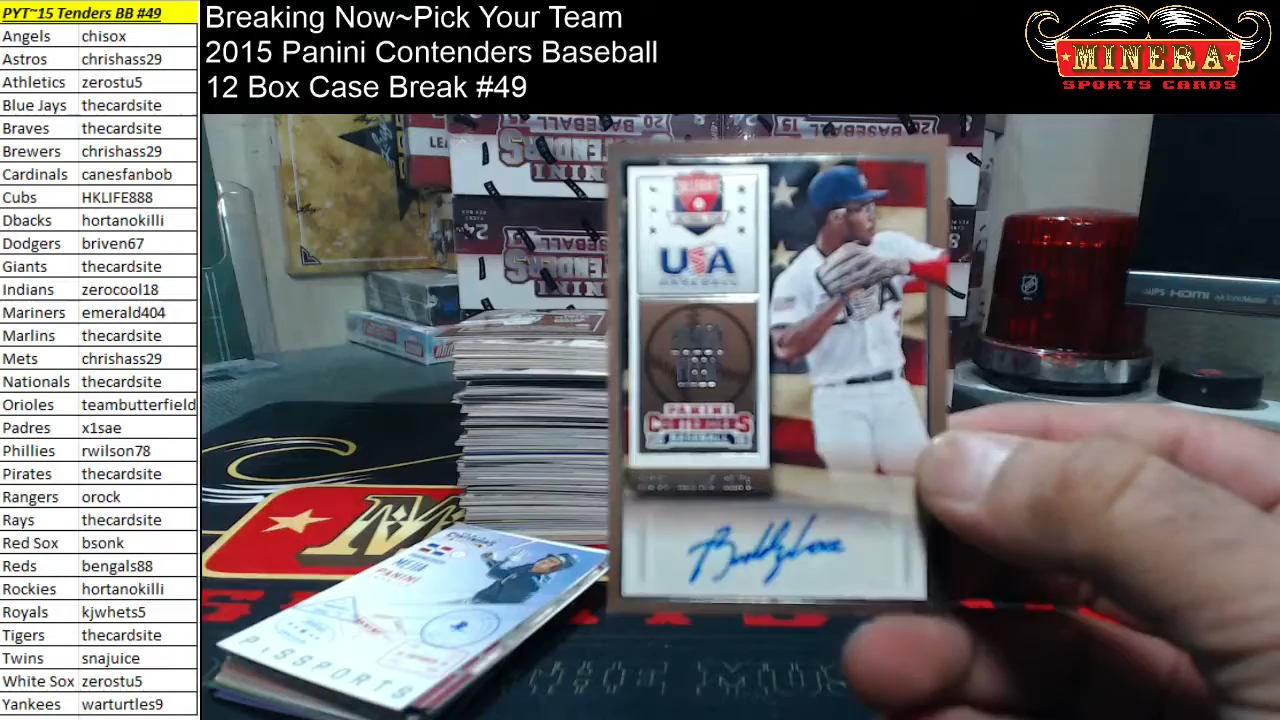 PYT~15 Tenders BB #49
Angels chisox
Astros chrishass29
Athletics zerostu5
Blue Jays thecardsite
Braves thecardsite
Brewers chrishass29
Cardinals canesfanbob
Cubs HKLIFE888
Dbacks hortanokilli
Dodgers briven67
Giants thecardsite
Indians zerocool18
Mariners emerald404
Marlins thecardsite
Mets chrishass29
Nationals thecardsite
Orioles teambutterfield
Padres x1sae
Phillies rwilson78
Pirates thecardsite
Rangers orock
Rays thecardsite
Red Sox bsonk
Reds bengals88
Rockies hortanokilli
Royals kjwhets5
Tigers thecardsite
Twins snajuice
White Sox zerostu5
Yankees warturtles9
Breaking Now~Pick Your Team
2015 Panini Contenders Baseball
12 Box Case Break #49
MINERA
SPORTS CARDS
USA
BASEBALL
PANINI
CONTENDERS
BASEBALL
MEJIA
PANINI
PASSPORTS
HDMI